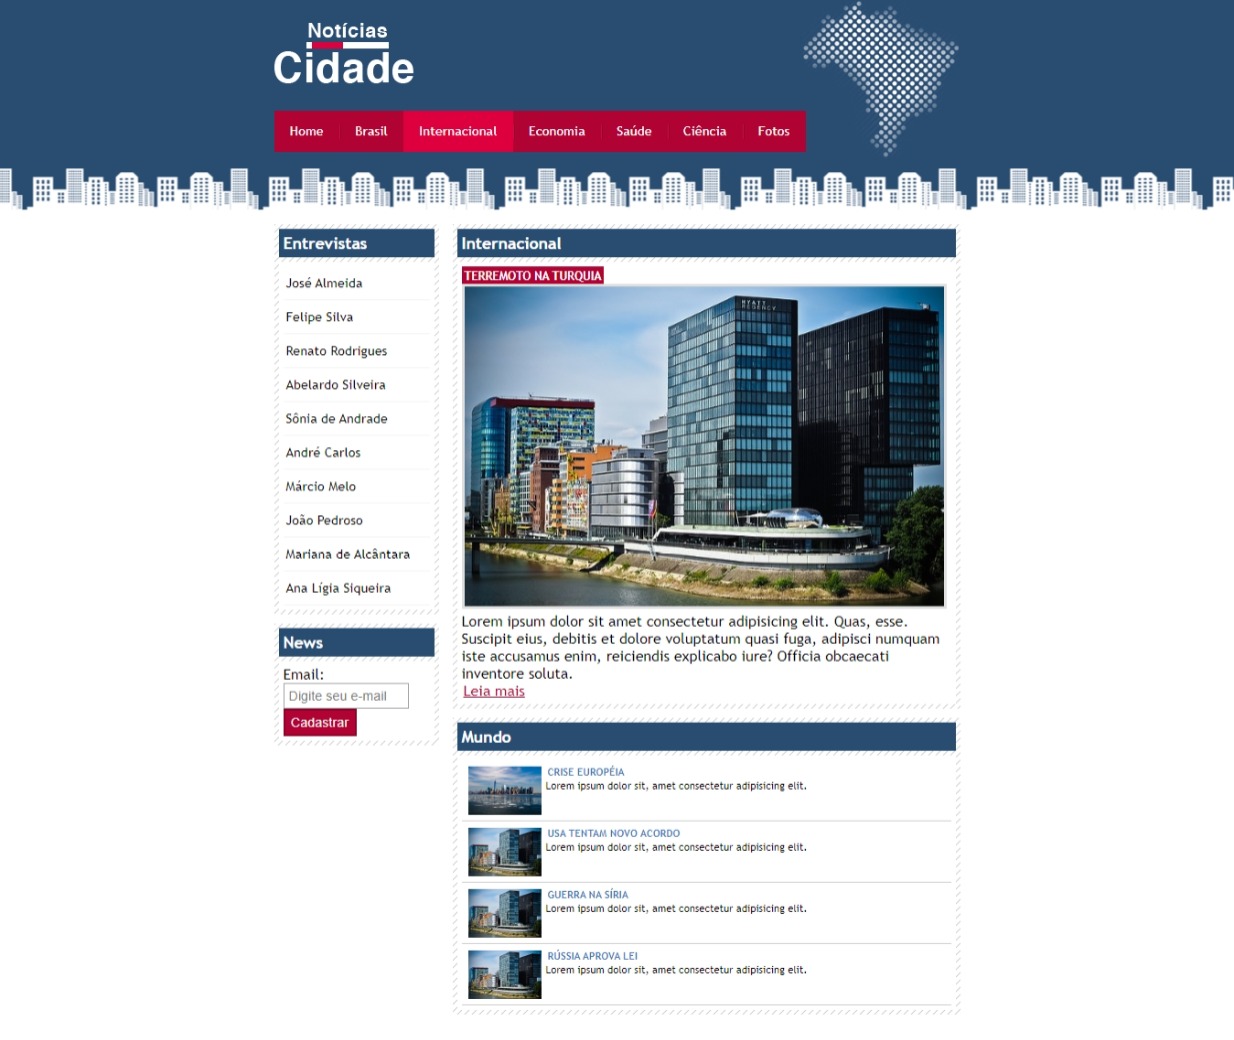 Notícias
Cidade
Home Brasil Internacional Economia Saúde Ciência Fotos
Entrevistas
José Almeida
Felipe Silva
Renato Rodrigues
Abelardo Silveira
Sônia de Andrade
André Carlos
Márcio Melo
João Pedroso
Mariana de Alcântara
Ana Lígia Siqueira
News
Email:
Digite seu e-mail
Cadastrar
Internacional
TERREMOTO NA TURQUIA
HYATT
REGENCY
Lorem ipsum dolor sit amet consectetur adipisicing elit. Quas, esse.
Suscipit eius, debitis et dolore voluptatum quasi fuga, adipisci numquam
iste accusamus enim, reiciendis explicabo iure? Officia obcaecati
inventore soluta.
Leia mais
Mundo
CRISE EUROPÉIA
Lorem ipsum dolor sit, amet consectetur adipisicing elit.
USA TENTAM NOVO ACORDO
Lorem ipsum dolor sit, amet consectetur adipisicing elit.
GUERRA NA SÍRIA
Lorem ipsum dolor sit, amet consectetur adipisicing elit.
RÚSSIA APROVA LEI
Lorem ipsum dolor sit, amet consectetur adipisicing elit.